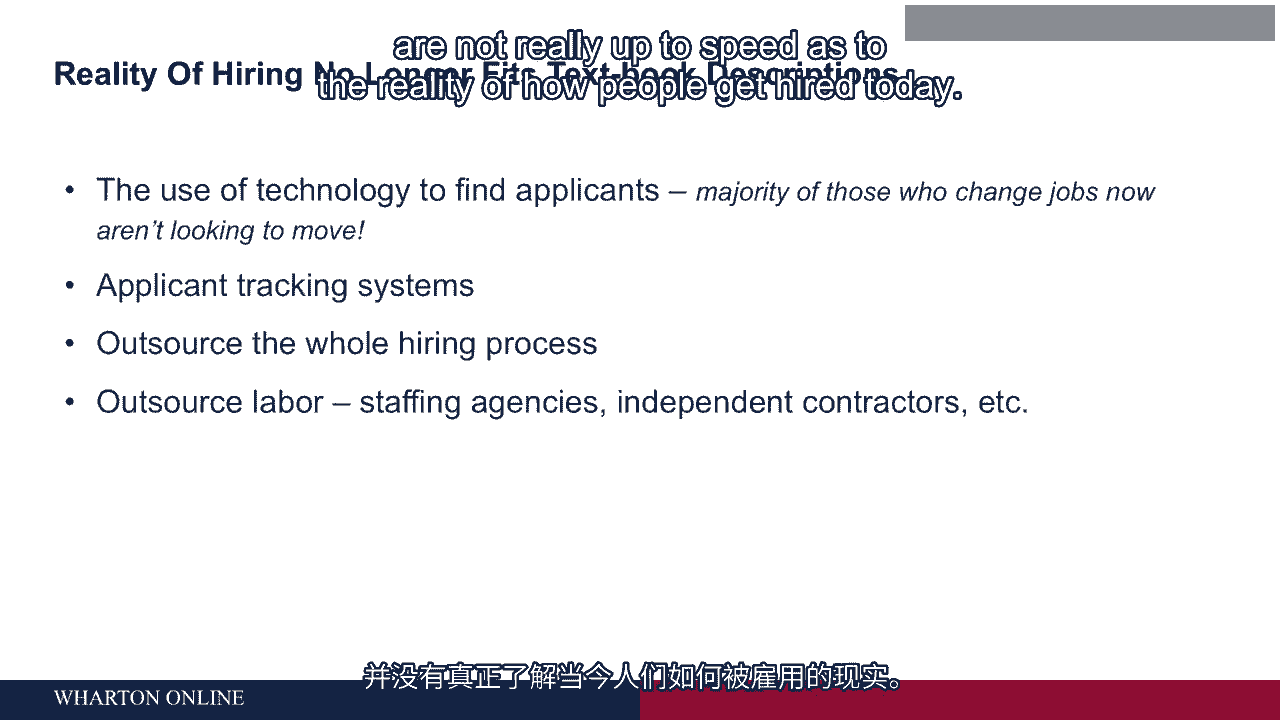 are not really up to speed as to
the reality of how people get hired today.
Reality Of Hiring No Longer Fits Text-book Descriptions
• The use of technology to find applicants – majority of those who change jobs now
aren't looking to move!
• Applicant tracking systems
• Outsource the whole hiring process
• Outsource labor – staffing agencies, independent contractors, etc.
并没有真正了解当今人们如何被雇用的现实。
WHARTON ONLINE